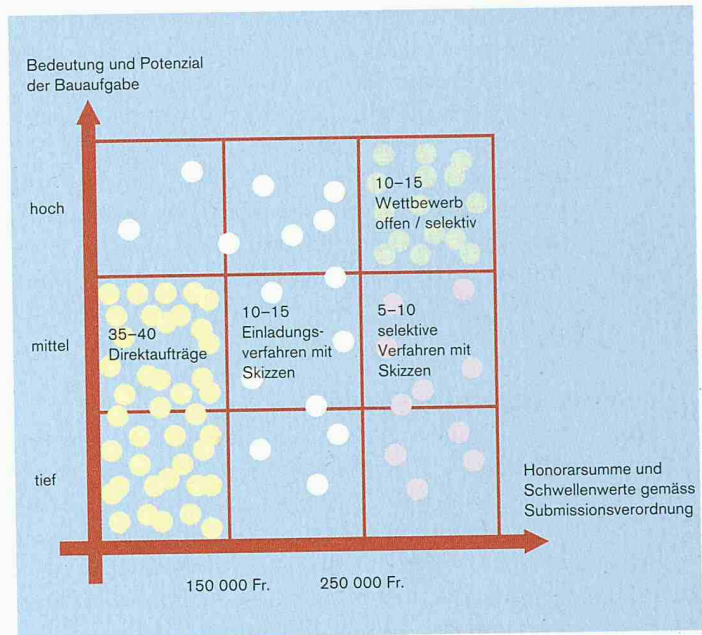 Bedeutung und Potenzial
der Bauaufgabe
hoch
10–15
Wettbewerb
offen / selektiv
mittel
35–40
Direktaufträge
10–15
Einladungs-
verfahren mit
Skizzen
5–10
selektive
Verfahren mit
Skizzen
tief
Honorarsumme und
Schwellenwerte gemäss
Submissionsverordnung
150 000 Fr.
250 000 Fr.